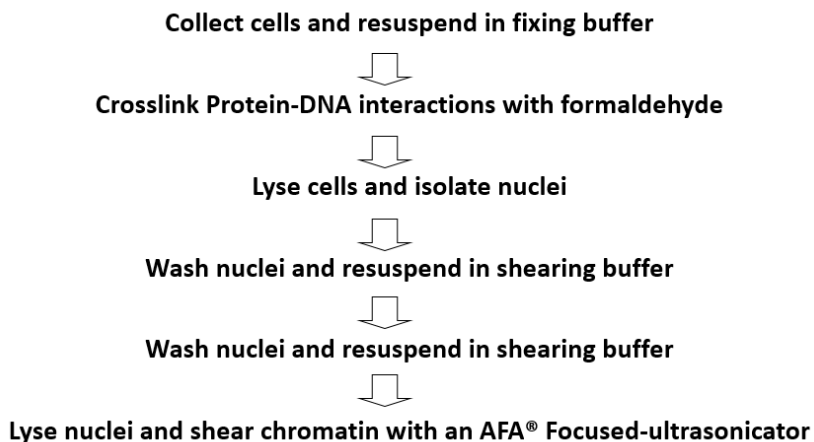 Collect cells and resuspend in fixing buffer
Crosslink Protein-DNA interactions with formaldehyde
Lyse cells and isolate nuclei
Wash nuclei and resuspend in shearing buffer
Wash nuclei and resuspend in shearing buffer
Lyse nuclei and shear chromatin with an AFA® Focused-ultrasonicator